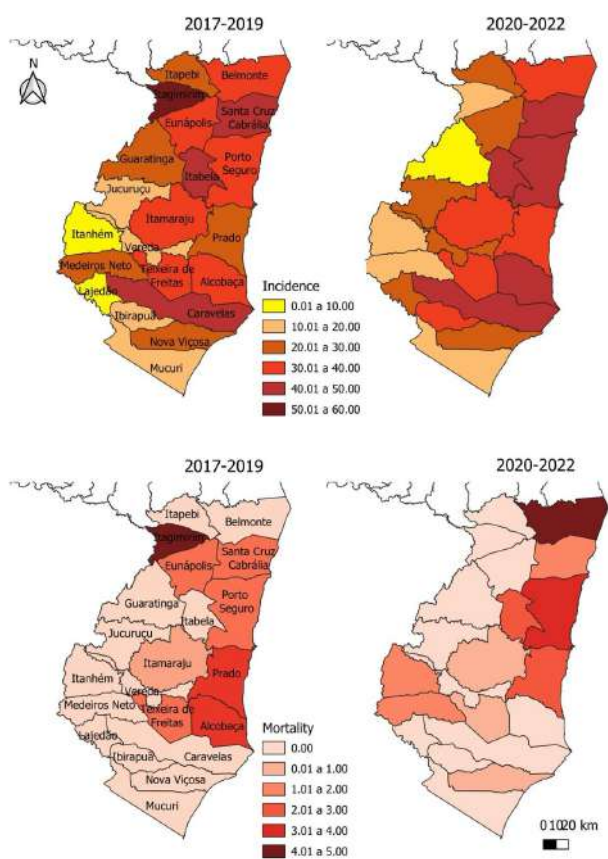 2017-2019
2020-2022
N
Itapebi
Belmonte
Itagimirim
Santa Cruz
Cabrália
Eunápolis
Guaratinga
Porto
Seguro
Itabela
Jucuruçu
Itamaraju
Itanhém
Prado
Vereda
Medeiros Neto
Teixeira de
Freitas
Alcobaça
Lajedão
Ibirapuã
Caravelas
Nova Viçosa
Mucuri
Incidence
0.01 a 10.00
10.01 a 20.00
20.01 a 30.00
30.01 a 40.00
40.01 a 50.00
50.01 a 60.00
2017-2019
2020-2022
Itapebi
Belmonte
Itagimirim
Santa Cruz
Cabrália
Eunápolis
Guaratinga
Porto
Seguro
Itabela
Jucuruçu
Itamaraju
Itanhém
Prado
Vereda
Medeiros Neto
Teixeira de
Freitas
Alcobaça
Lajedão
Ibirapuã
Caravelas
Nova Viçosa
Mucuri
Mortality
0.00
0.01 a 1.00
1.01 a 2.00
2.01 a 3.00
3.01 a 4.00
4.01 a 5.00
0 10 20 km